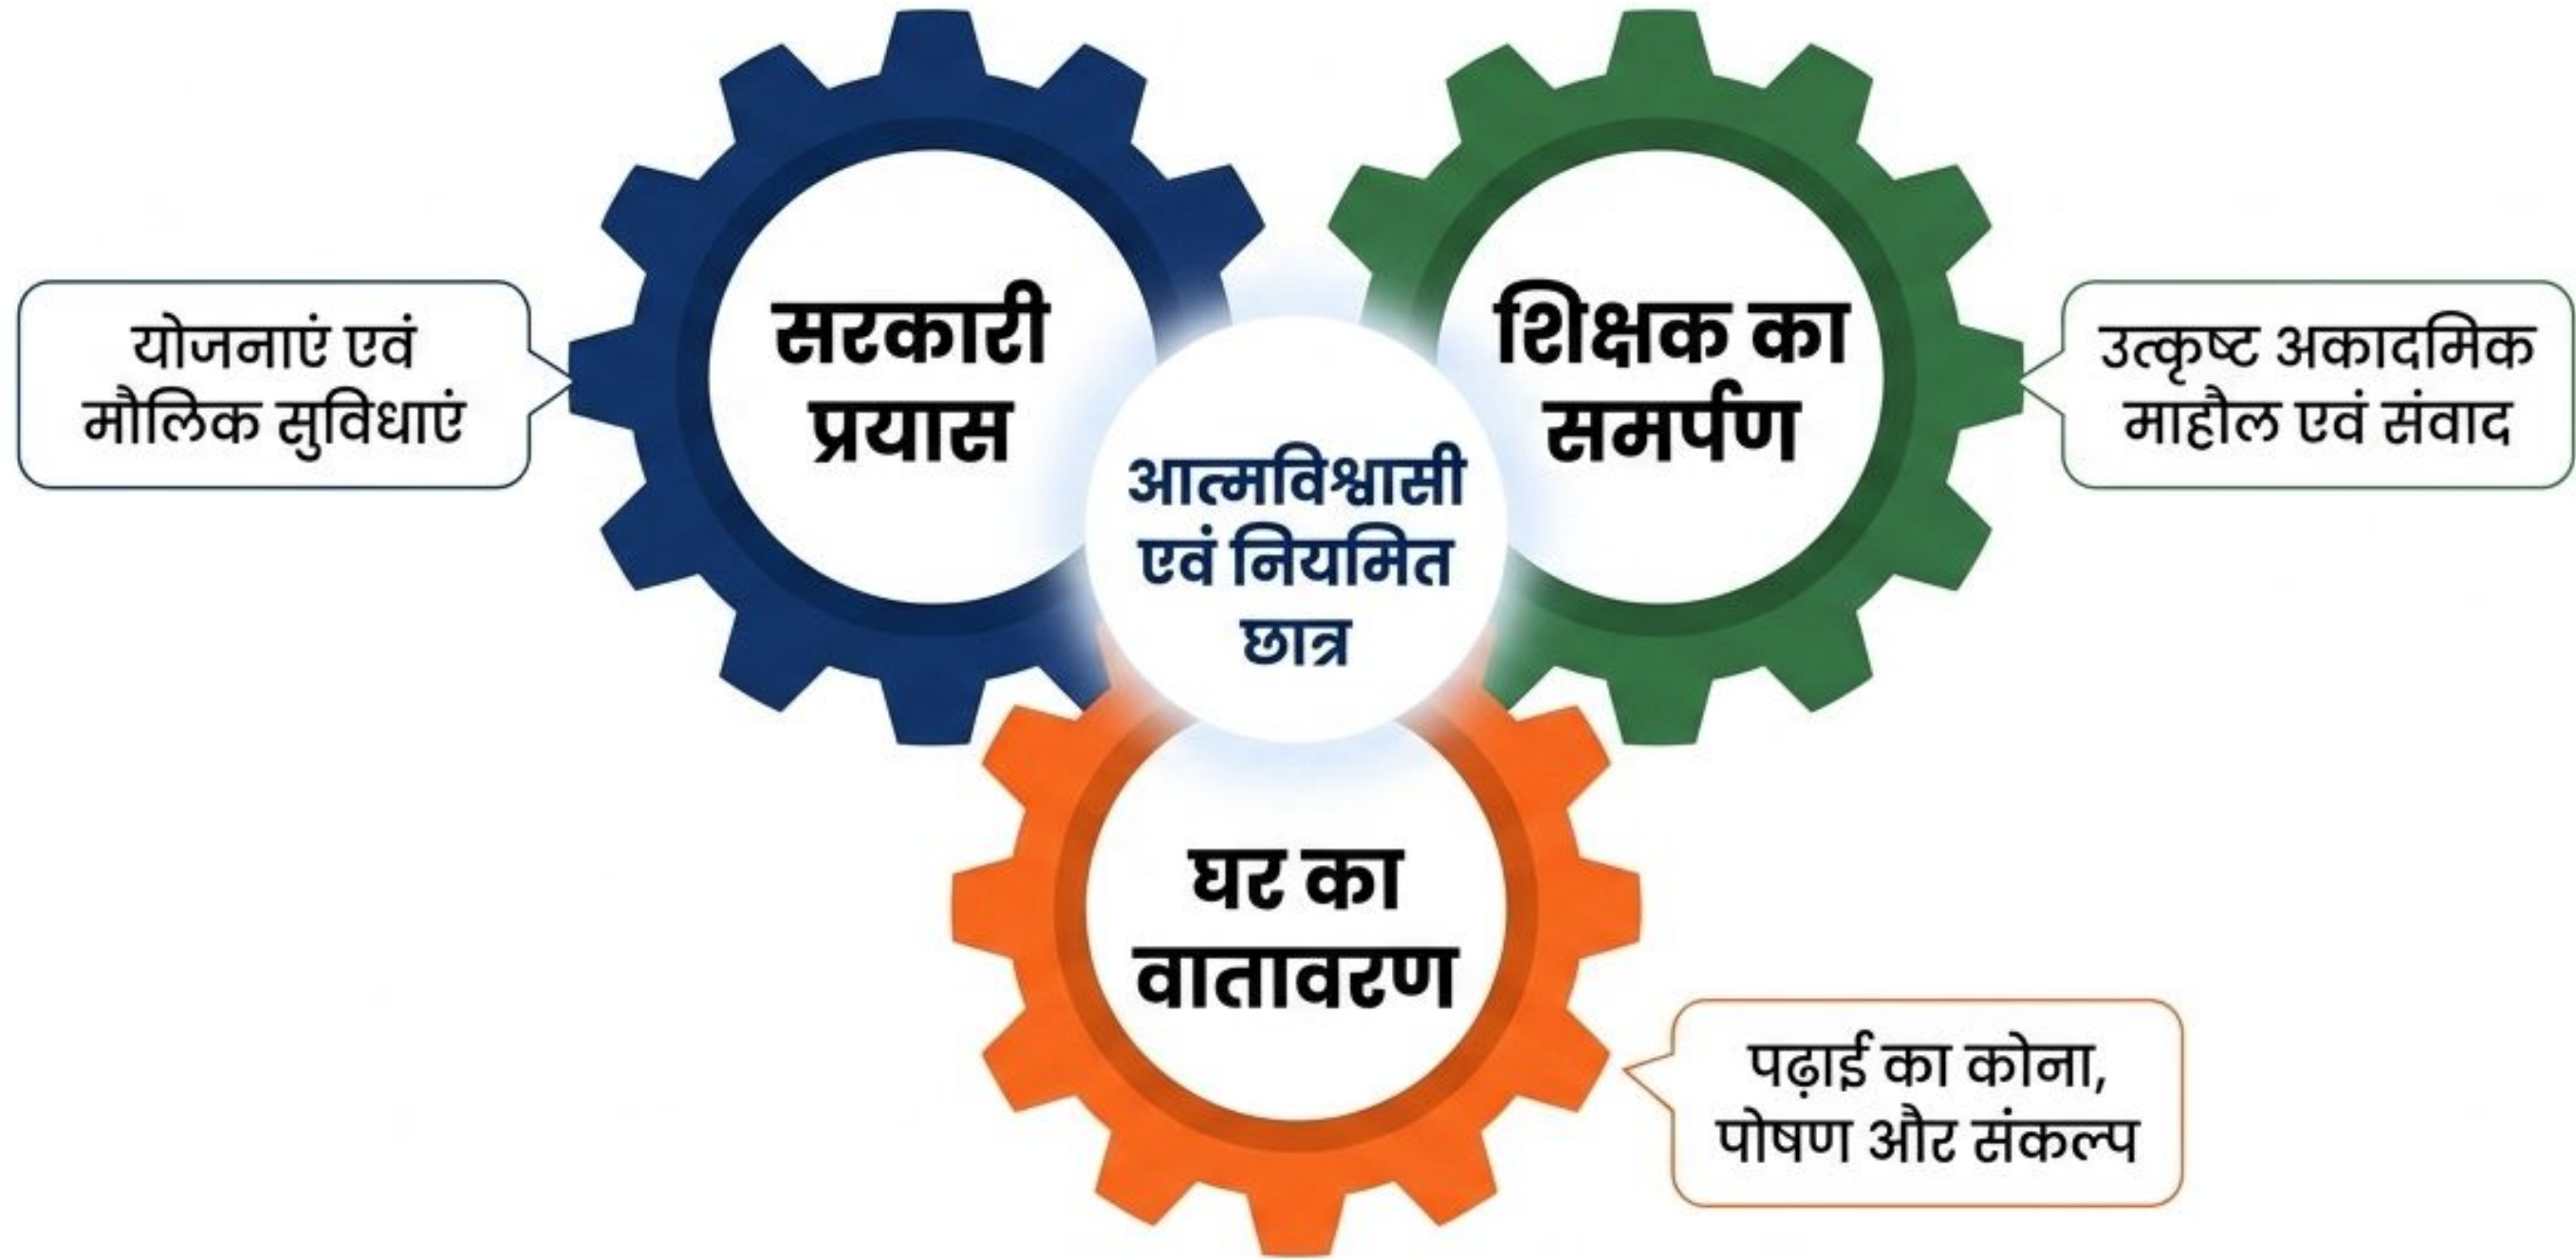 योजनाएं एवं
मौलिक सुविधाएं
सरकारी
प्रयास
शिक्षक का
समर्पण
उत्कृष्ट अकादमिक
माहौल एवं संवाद
आत्मविश्वासी
एवं नियमित
छात्र
घर का
वातावरण
पढ़ाई का कोना,
पोषण और संकल्प